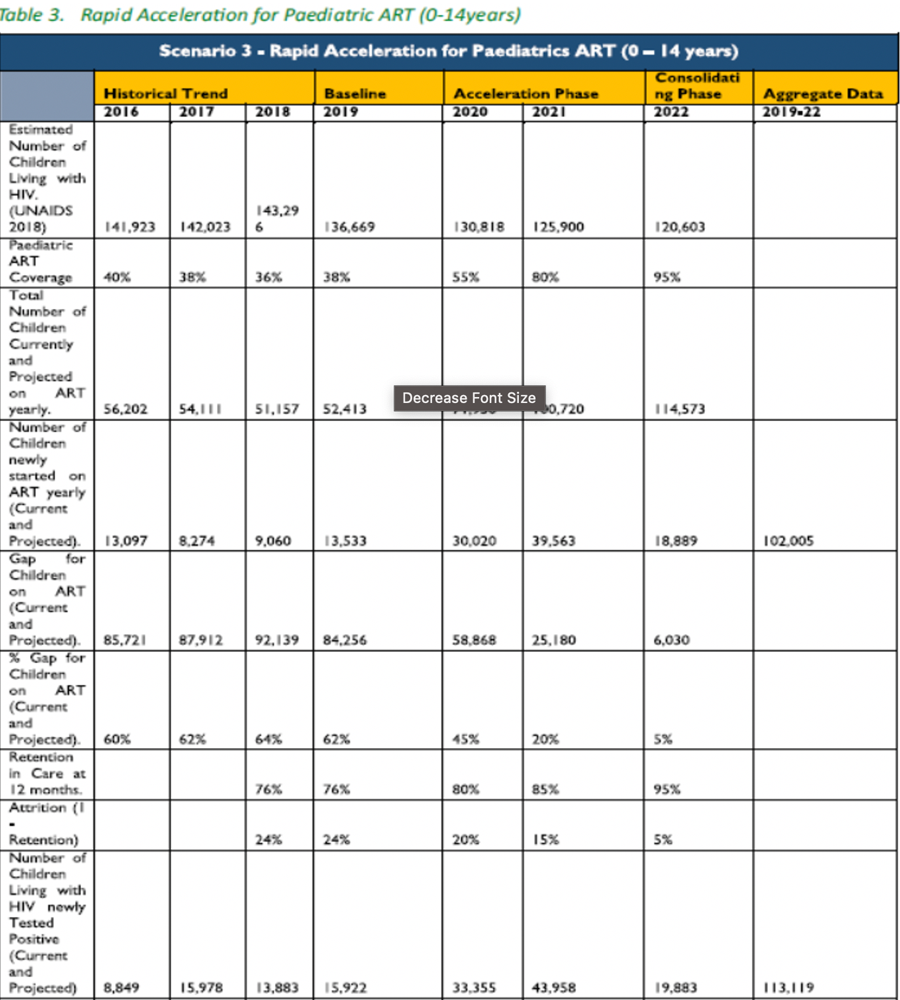 Table 3. Rapid Acceleration for Paediatric ART (0-14years)
Scenario 3 - Rapid Acceleration for Paediatrics ART (0 – 14 years)
Historical Trend Baseline Acceleration Phase Consolidati
ng Phase Aggregate Data
2016 2017 2018 2019 2020 2021 2022 2019-22
Estimated
Number of
Children
Living with
HIV.
(UNAIDS
2018) 141,923 142,023 143,29
6 136,669 130,818 125,900 120,603
Paediatric
ART
Coverage 40% 38% 36% 38% 55% 80% 95%
Total
Number of
Children
Currently
and
Projected
on ART
yearly. 56,202 54,111 51,157 52,413 114,573
Decrease Font Size
Number of
Children
newly
started on
ART yearly
(Current
and
Projected). 13,097 8,274 9,060 13,533 30,020 39,563 18,889 102,005
Gap for
Children
on ART
(Current
and
Projected). 85,721 87,912 92,139 84,256 58,868 25,180 6,030
% Gap for
Children
on ART
(Current
and
Projected). 60% 62% 64% 62% 45% 20% 5%
Retention
in Care at
12 months. 76% 76% 80% 85% 95%
Attrition (1
-
Retention) 24% 24% 20% 15% 5%
Number of
Children
Living with
HIV newly
Tested
Positive
(Current
and
Projected) 8,849 15,978 13,883 15,922 33,355 43,958 19,883 113,119